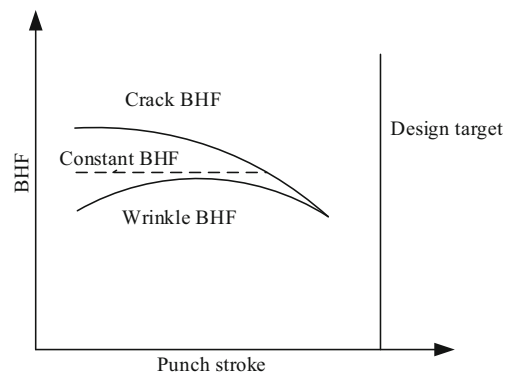 Crack BHF
Design target
Constant BHF
BHF
Wrinkle BHF
Punch stroke